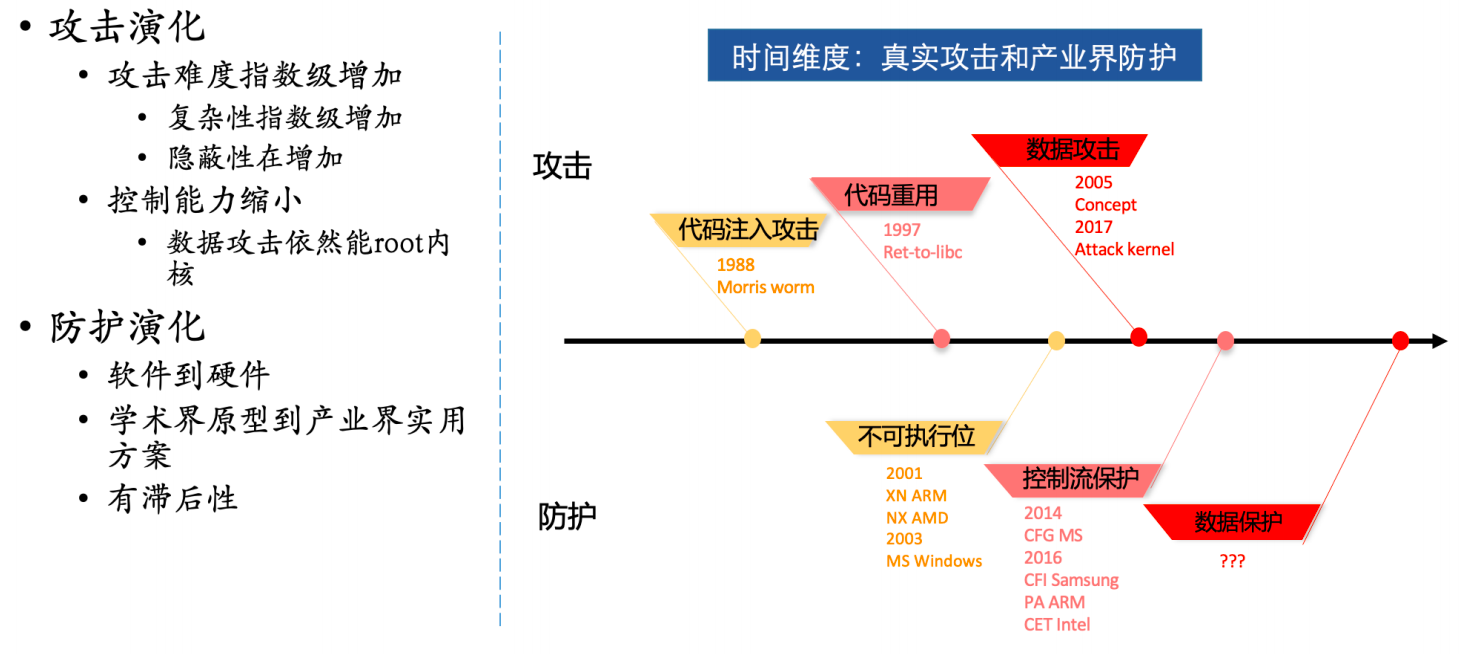 • 攻击演化
• 攻击难度指数级增加
• 复杂性指数级增加
• 隐蔽性在增加
• 控制能力缩小
• 数据攻击依然能root内
核
• 防护演化
• 软件到硬件
• 学术界原型到产业界实用
方案
• 有滞后性
时间维度：真实攻击和产业界防护
攻击
代码注入攻击
1988
Morris worm
代码重用
1997
Ret-to-libc
数据攻击
2005
Concept
2017
Attack kernel
防护
不可执行位
2001
XN ARM
NX AMD
2003
MS Windows
控制流保护
2014
CFG MS
2016
CFI Samsung
PA ARM
CET Intel
数据保护
???